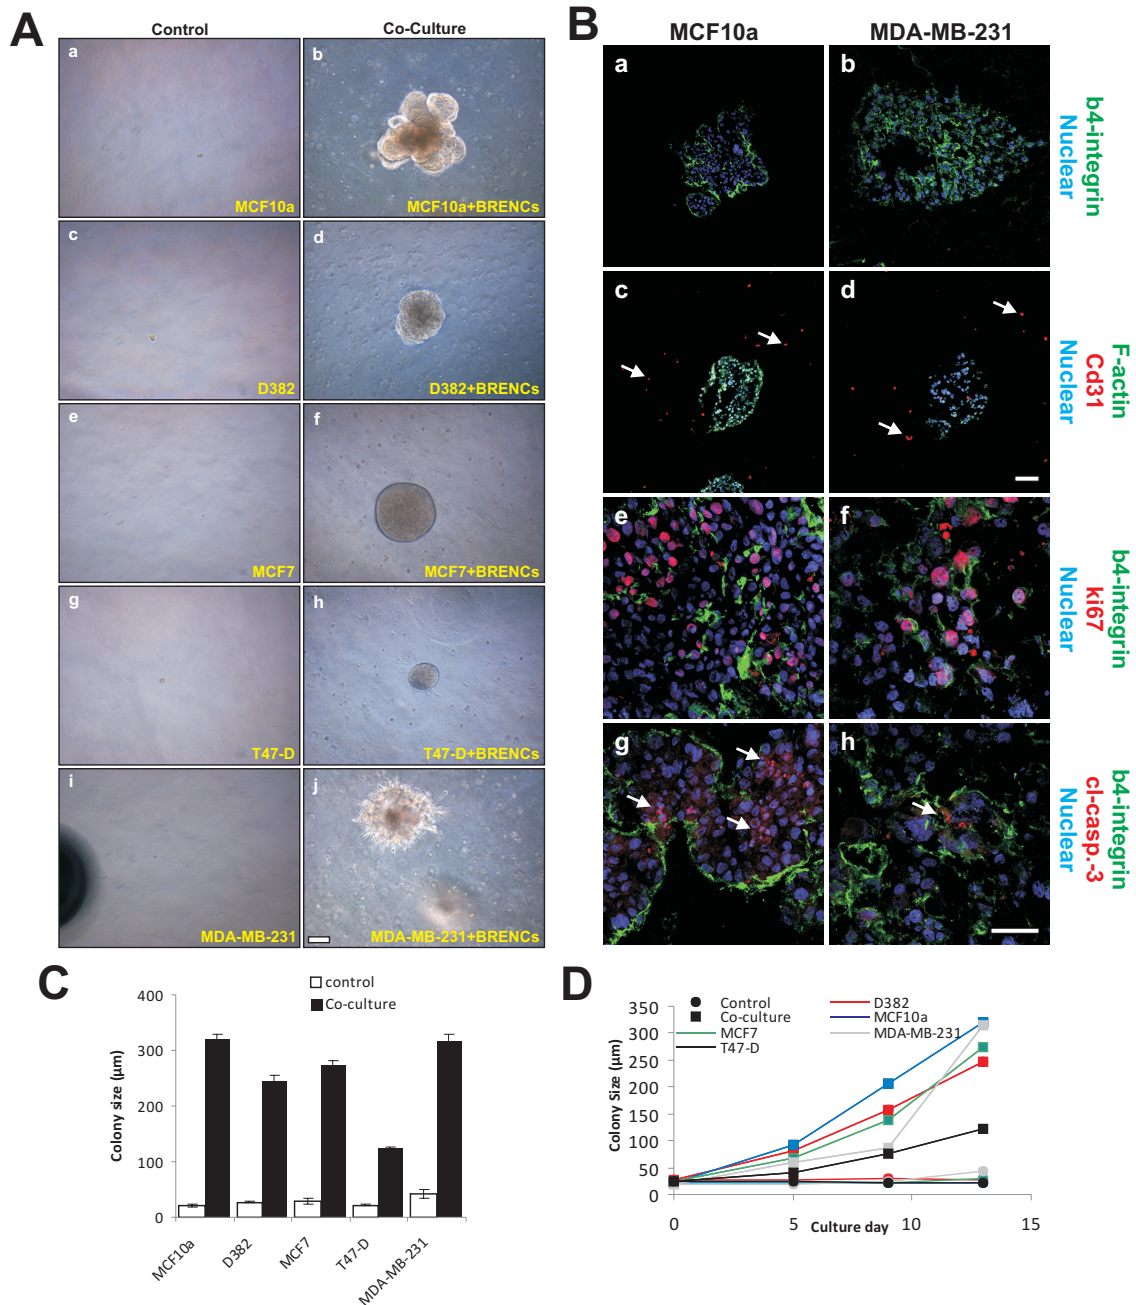 A
Control
Co-Culture
a
MCF10a
b
MCF10a+BRENCs
c
D382
d
D382+BRENCs
e
MCF7
f
MCF7+BRENCs
g
T47-D
h
T47-D+BRENCs
i
MDA-MB-231
j
MDA-MB-231+BRENCs
B
MCF10a
MDA-MB-231
a
b
b4-integrin
Nuclear
c
d
F-actin
Cd31
Nuclear
e
f
b4-integrin
ki67
Nuclear
g
h
b4-integrin
cl-casp.-3
Nuclear
C
control
Co-culture
Colony size (µm)
400
300
200
100
0
MCF10a
D382
MCF7
T47-D
MDA-MB-231
D
Control
Co-culture
MCF7
T47-D
D382
MCF10a
MDA-MB-231
Colony Size (µm)
350
300
250
200
150
100
50
0
0
5
10
15
Culture day